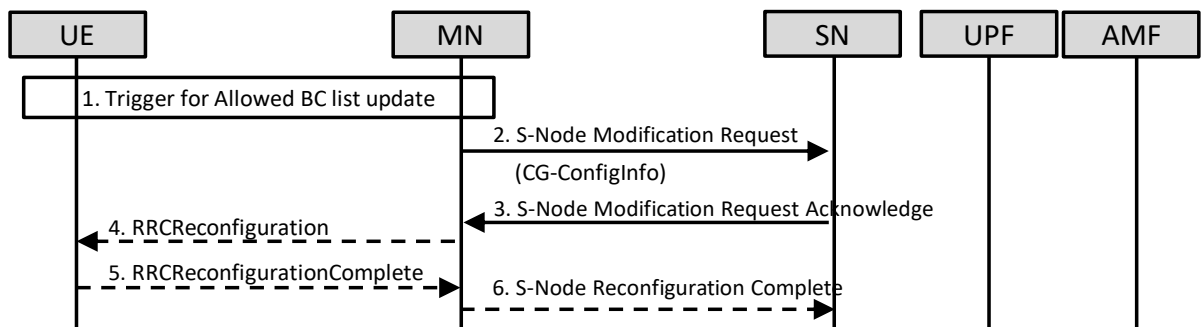 UE MN SN UPF AMF
1. Trigger for Allowed BC list update
2. S-Node Modification Request
(CG-ConfigInfo)
3. S-Node Modification Request Acknowledge
4. RRCReconfiguration
5. RRCReconfigurationComplete
6. S-Node Reconfiguration Complete